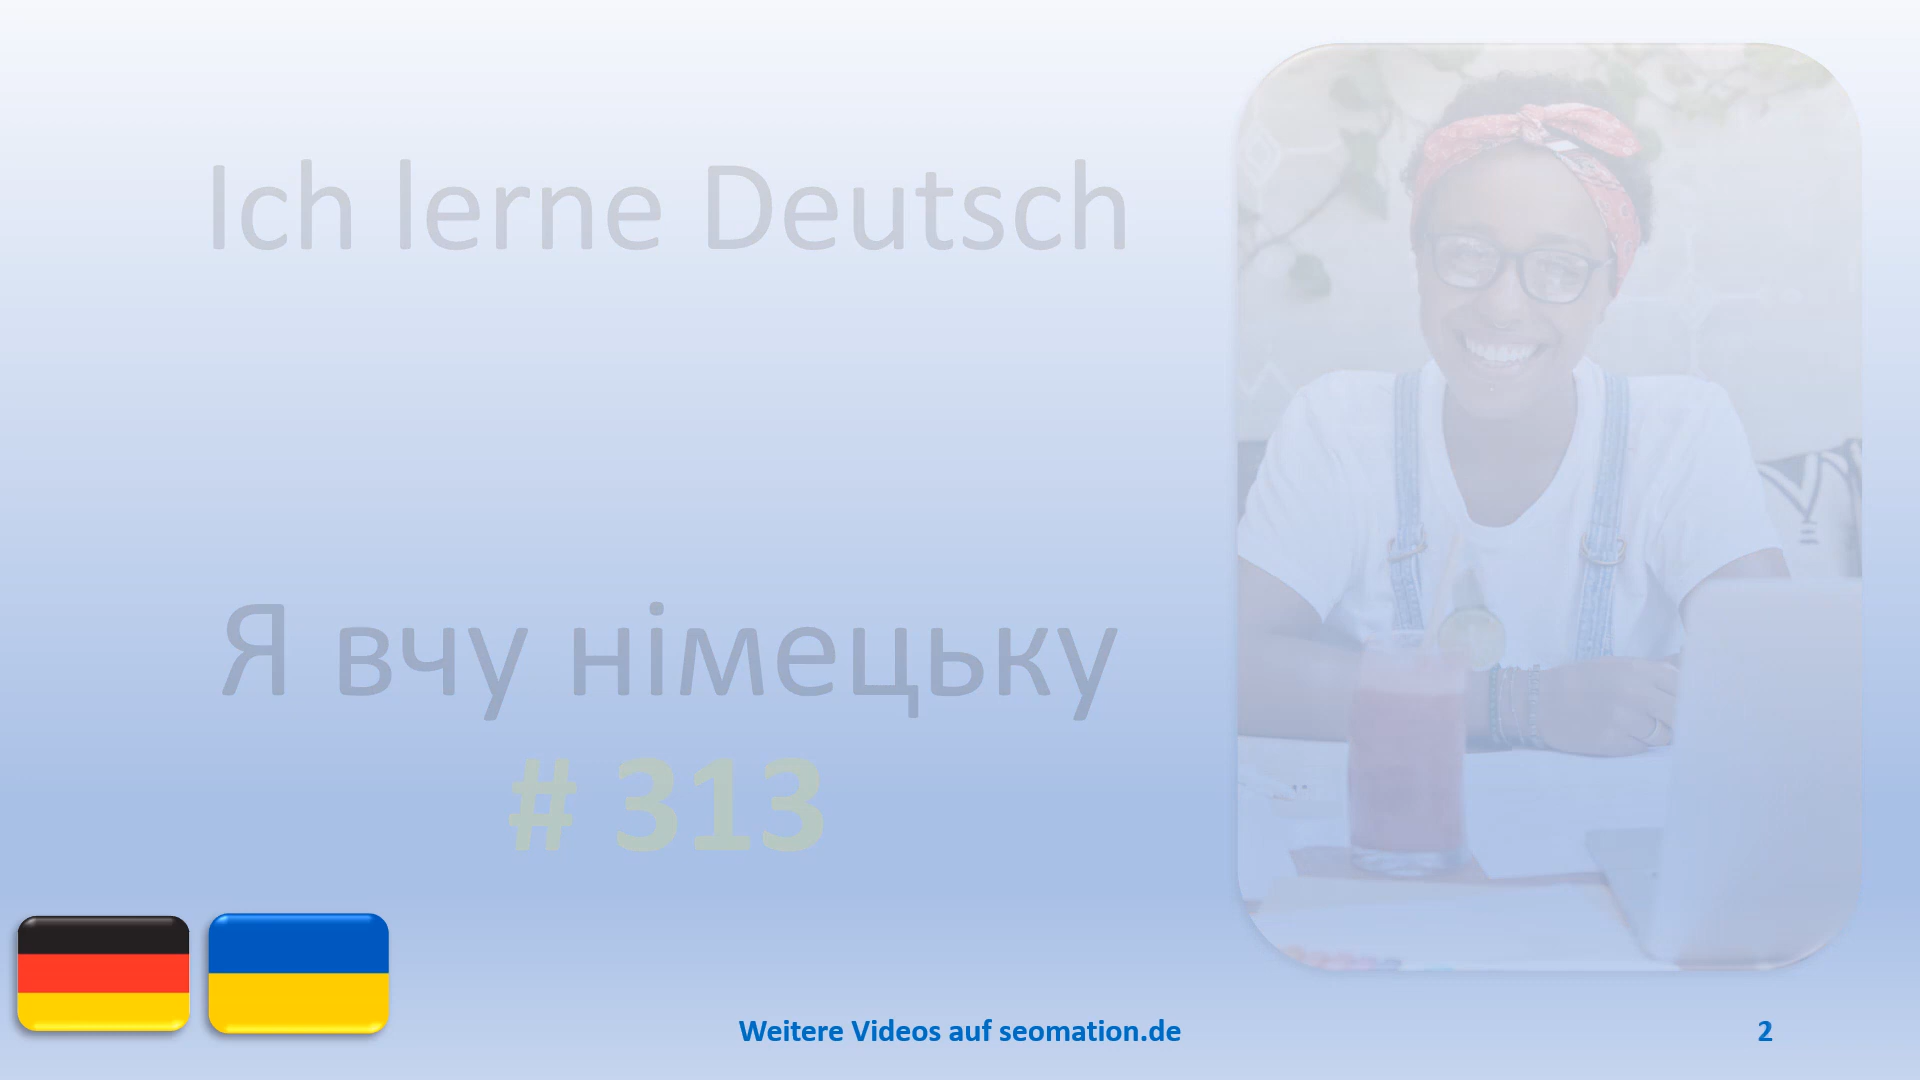 Ich lerne Deutsch
Я вчу німецьку
# 313
Weitere Videos auf seomation.de
2